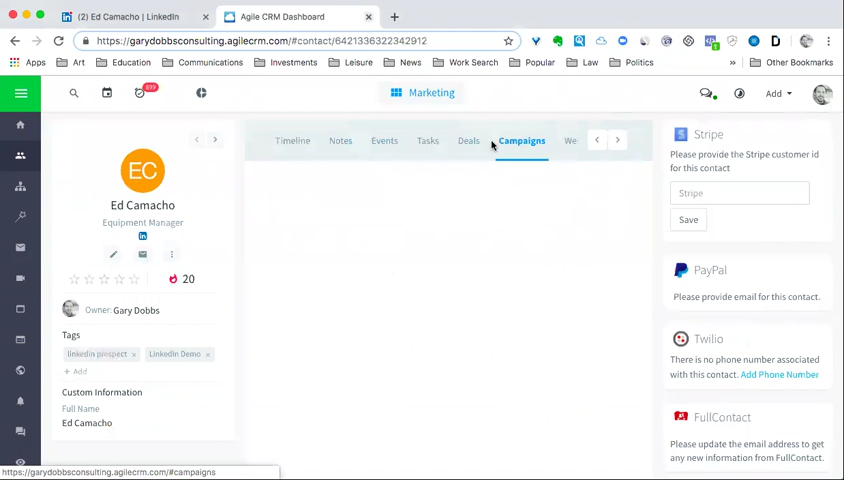 (2) Ed Camacho | LinkedIn
Agile CRM Dashboard
https://garydobbsconsulting.agilecrm.com/#contact/6421336322342912
Apps
Art
Education
Communications
Investments
Leisure
News
Work Search
Popular
Law
Politics
»
Other Bookmarks
899
Marketing
Add
EC
Ed Camacho
Equipment Manager
20
Owner: Gary Dobbs
Tags
linkedin prospect ×
LinkedIn Demo ×
+ Add
Custom Information
Full Name
Ed Camacho
Timeline
Notes
Events
Tasks
Deals
Campaigns
We
Stripe
Please provide the Stripe customer id
for this contact
Stripe
Save
PayPal
Please provide email for this contact.
Twilio
There is no phone number associated
with this contact. Add Phone Number
FullContact
Please update the email address to get
any new information from FullContact.
https://garydobbsconsulting.agilecrm.com/#campaigns